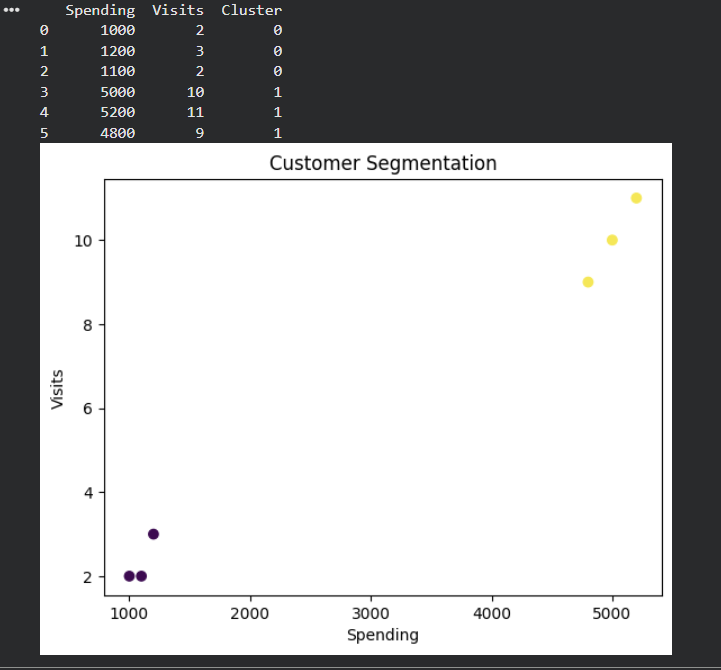 Spending Visits Cluster
0 1000 2 0
1 1200 3 0
2 1100 2 0
3 5000 10 1
4 5200 11 1
5 4800 9 1
Customer Segmentation
10
8
6
4
2
Visits
1000 2000 3000 4000 5000
Spending